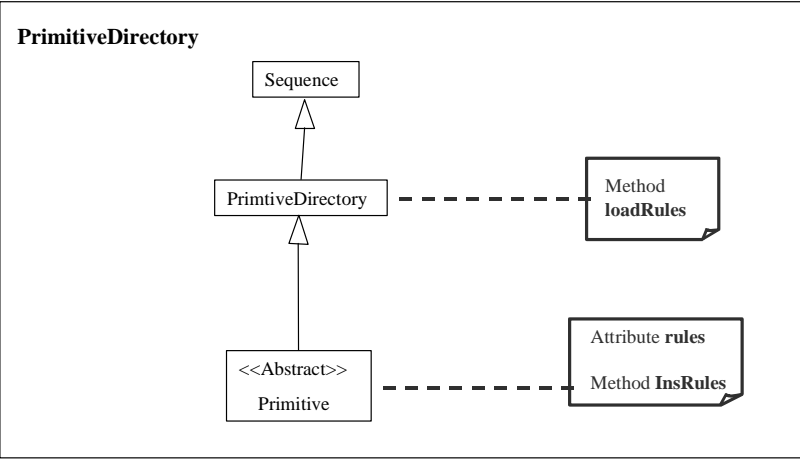 PrimitiveDirectory
Sequence
PrimtiveDirectory
Method
loadRules
<<Abstract>>
Primitive
Attribute rules
Method InsRules